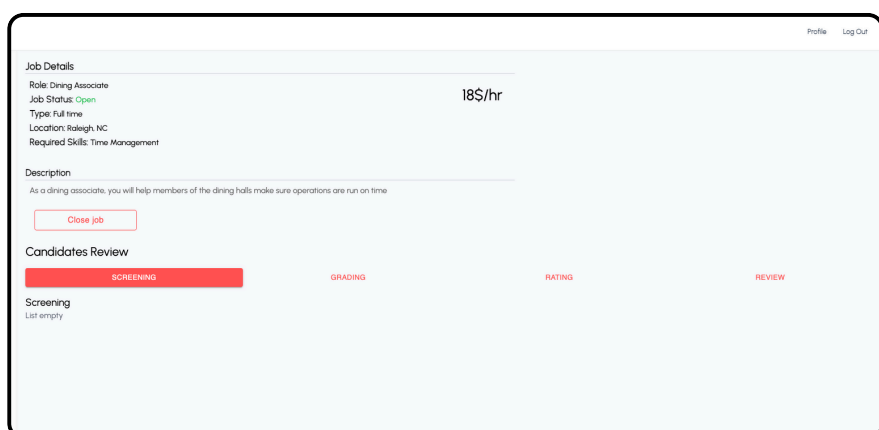 Profile Log Out
Job Details
Role: Dining Associate
18$/hr
Job Status: Open
Type: Full time
Location: Raleigh, NC
Required Skills: Time Management
Description
As a dining associate, you will help members of the dining halls make sure operations are run on time
Close job
Candidates Review
SCREENING GRADING RATING REVIEW
Screening
List empty